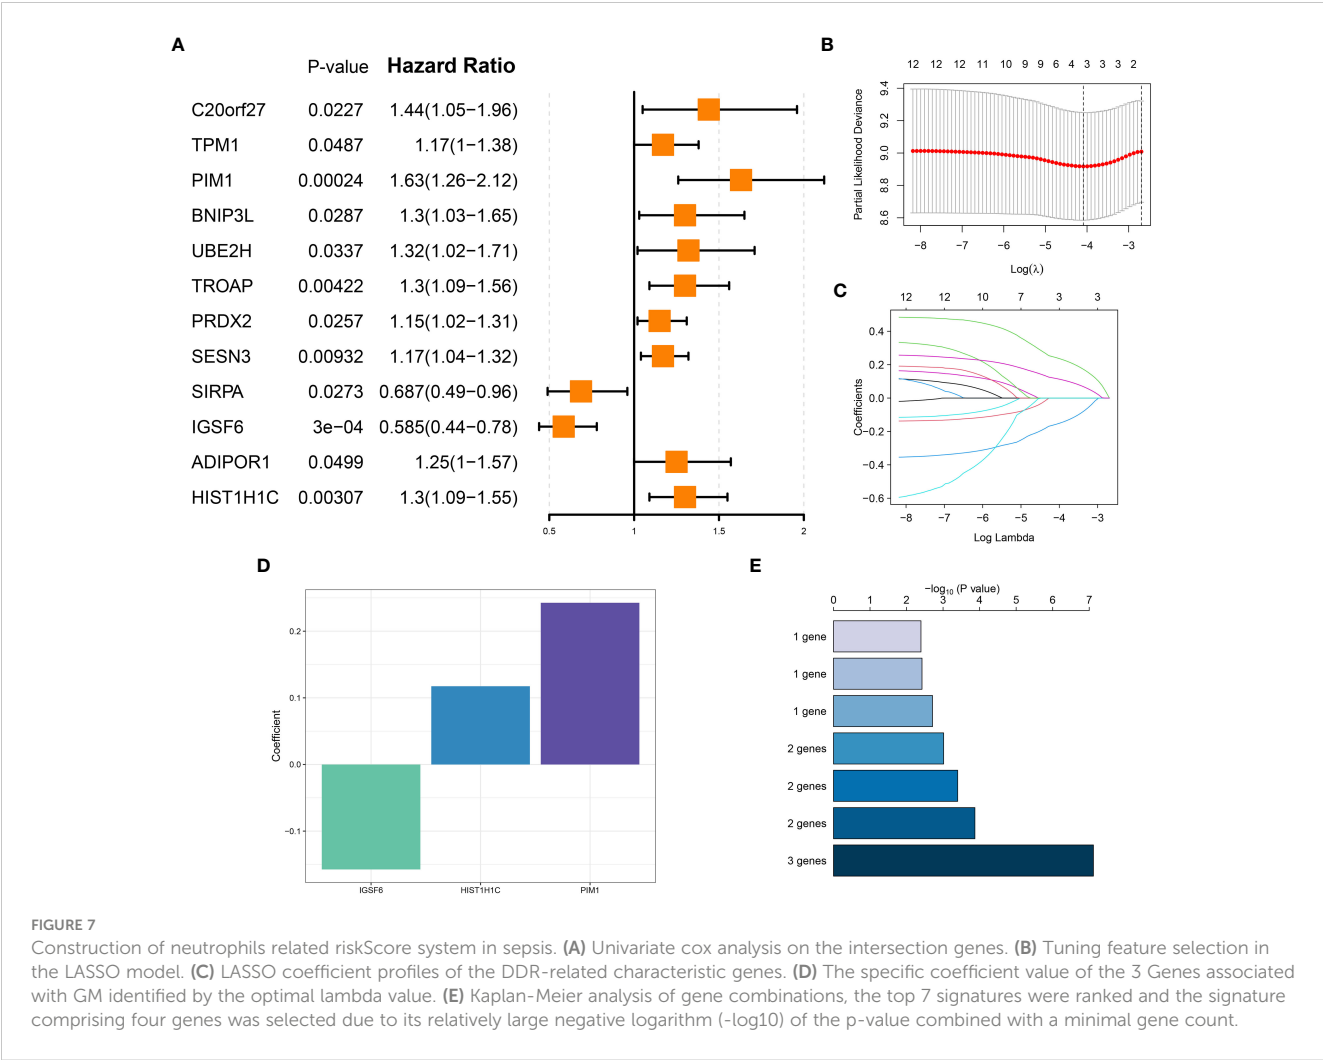 A
P-value Hazard Ratio
C20orf27 0.0227 1.44(1.05−1.96)
TPM1 0.0487 1.17(1−1.38)
PIM1 0.00024 1.63(1.26−2.12)
BNIP3L 0.0287 1.3(1.03−1.65)
UBE2H 0.0337 1.32(1.02−1.71)
TROAP 0.00422 1.3(1.09−1.56)
PRDX2 0.0257 1.15(1.02−1.31)
SESN3 0.00932 1.17(1.04−1.32)
SIRPA 0.0273 0.687(0.49−0.96)
IGSF6 3e−04 0.585(0.44−0.78)
ADIPOR1 0.0499 1.25(1−1.57)
HIST1H1C 0.00307 1.3(1.09−1.55)
0.5 1 1.5 2
B
12 12 12 11 10 9 9 6 4 3 3 3 2
Partial Likelihood Deviance
9.4
9.2
9.0
8.8
8.6
−8 −7 −6 −5 −4 −3
Log(λ)
C
12 12 10 7 3 3
Coefficients
0.4
0.2
0.0
−0.2
−0.4
−0.6
−8 −7 −6 −5 −4 −3
Log Lambda
D
Coefficient
0.2
0.1
0.0
−0.1
IGSF6 HIST1H1C PIM1
E
−log10 (P value)
0 1 2 3 4 5 6 7
1 gene
1 gene
1 gene
2 genes
2 genes
2 genes
3 genes
FIGURE 7
Construction of neutrophils related riskScore system in sepsis. (A) Univariate cox analysis on the intersection genes. (B) Tuning feature selection in
the LASSO model. (C) LASSO coefficient profiles of the DDR-related characteristic genes. (D) The specific coefficient value of the 3 Genes associated
with GM identified by the optimal lambda value. (E) Kaplan-Meier analysis of gene combinations, the top 7 signatures were ranked and the signature
comprising four genes was selected due to its relatively large negative logarithm (-log10) of the p-value combined with a minimal gene count.